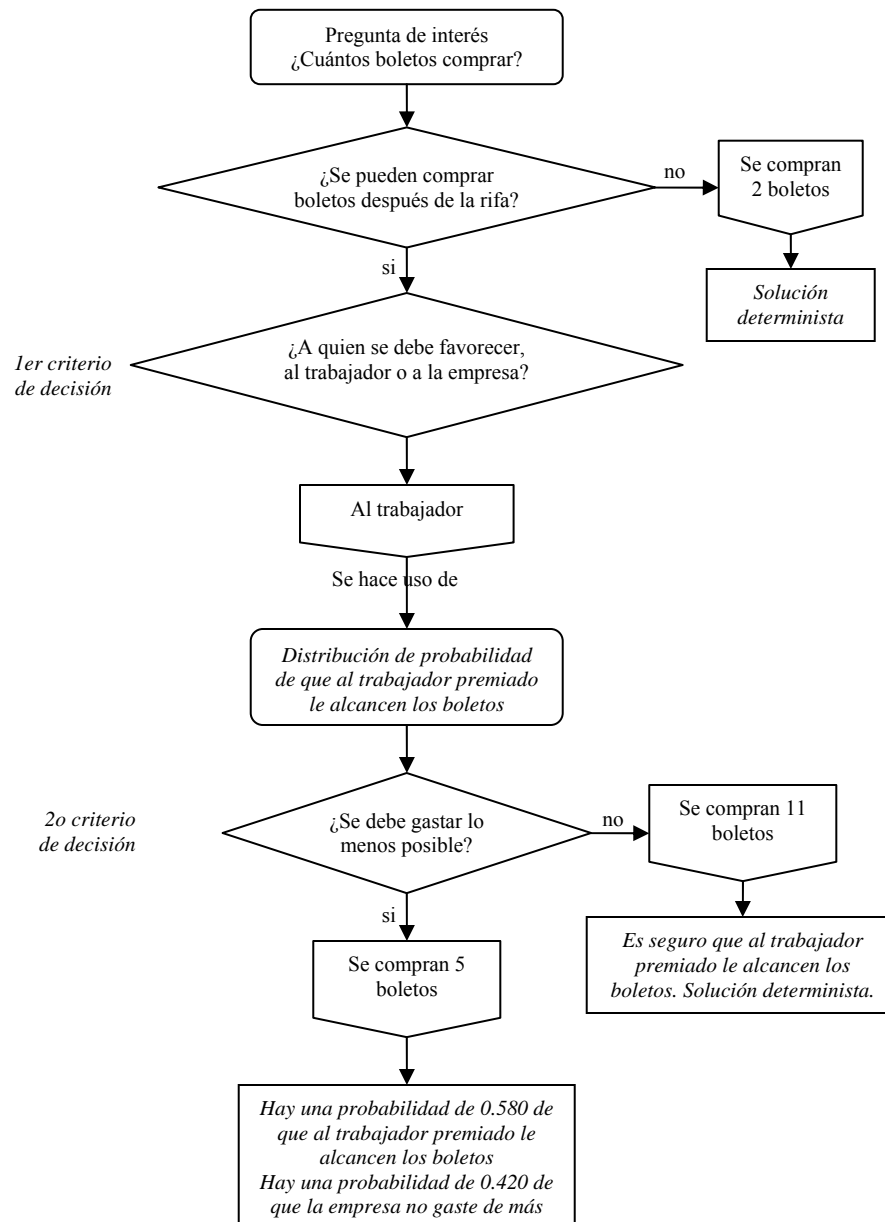 Pregunta de interés
¿Cuántos boletos comprar?
¿Se pueden comprar
boletos después de la rifa?
no
Se compran
2 boletos
Solución
determinista
si
1er criterio
de decisión
¿A quien se debe favorecer,
al trabajador o a la empresa?
Al trabajador
Se hace uso de
Distribución de probabilidad
de que al trabajador premiado
le alcancen los boletos
2o criterio
de decisión
¿Se debe gastar lo
menos posible?
no
Se compran 11
boletos
Es seguro que al trabajador
premiado le alcancen los
boletos. Solución determinista.
si
Se compran 5
boletos
Hay una probabilidad de 0.580 de
que al trabajador premiado le
alcancen los boletos
Hay una probabilidad de 0.420 de
que la empresa no gaste de más